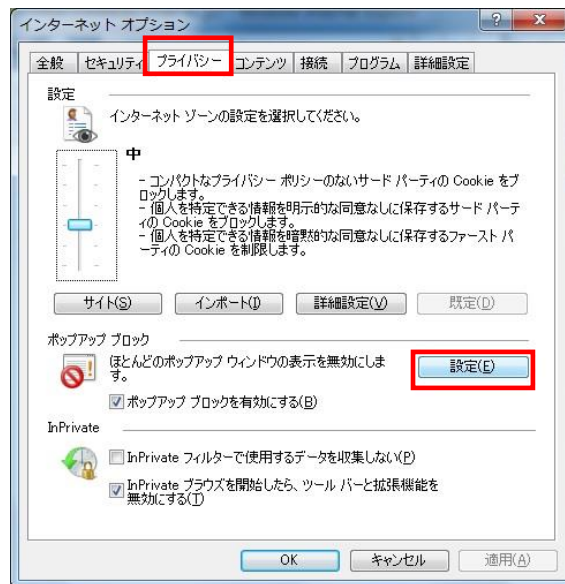 インターネット オプション
全般 セキュリティ プライバシー コンテンツ 接続 プログラム 詳細設定
設定
インターネット ゾーンの設定を選択してください。
中
- コンパクトなプライバシー ポリシーのないサード パーティの Cookie をブ
ロックします。
- 個人を特定できる情報を明示的な同意なしに保存するサード パーテ
ィの Cookie をブロックします。
- 個人を特定できる情報を暗黙的な同意なしに保存するファースト パ
ーティの Cookie を制限します。
サイト(S) インポート(I) 詳細設定(V) 既定(D)
ポップアップ ブロック
ほとんどのポップアップ ウィンドウの表示を無効にしま
す。
設定(E)
ポップアップ ブロックを有効にする(B)
InPrivate
InPrivate フィルターで使用するデータを収集しない(P)
InPrivate ブラウズを開始したら、ツール バーと拡張機能を
無効にする(T)
OK キャンセル 適用(A)